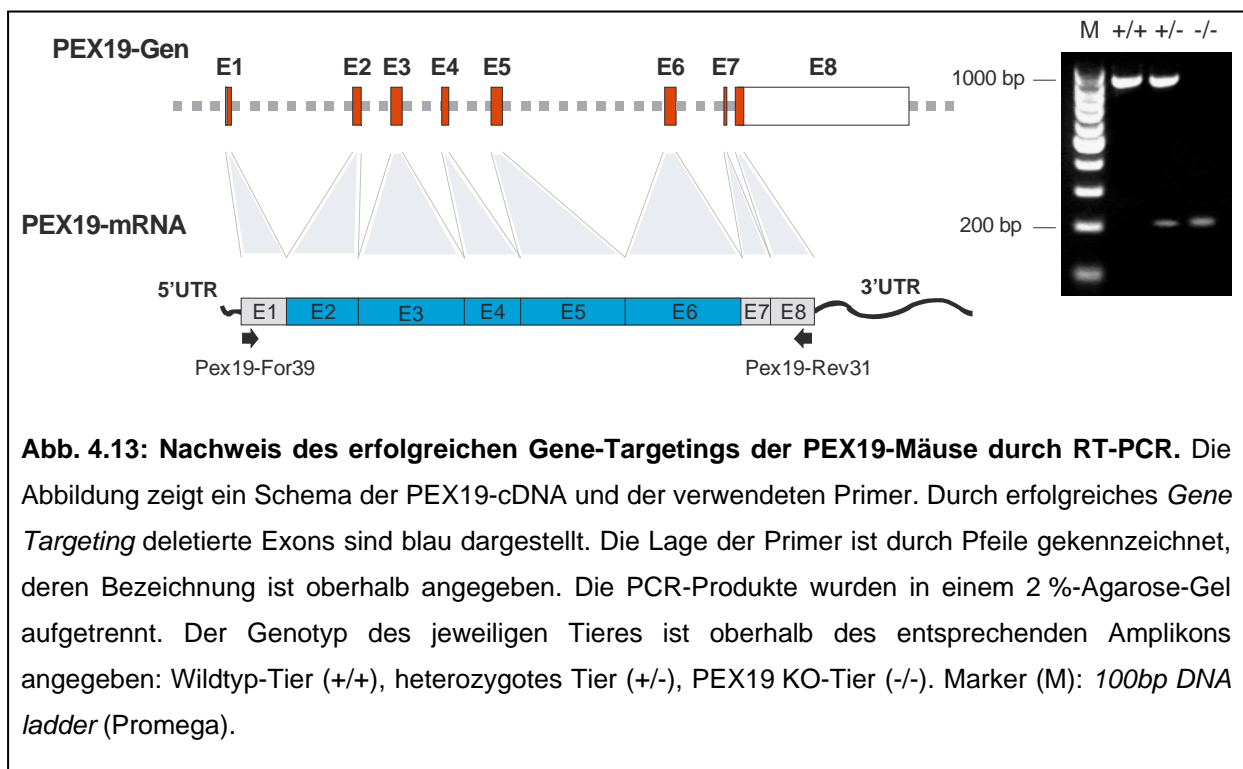 M +/+ +/- -/-
PEX19-Gen
E1 E2 E3 E4 E5 E6 E7 E8
1000 bp
PEX19-mRNA
200 bp
5'UTR
3'UTR
E1 E2 E3 E4 E5 E6 E7 E8
Pex19-For39
Pex19-Rev31
Abb. 4.13: Nachweis des erfolgreichen Gene-Targetings der PEX19-Mäuse durch RT-PCR. Die
Abbildung zeigt ein Schema der PEX19-cDNA und der verwendeten Primer. Durch erfolgreiches Gene
Targeting deletierte Exons sind blau dargestellt. Die Lage der Primer ist durch Pfeile gekennzeichnet,
deren Bezeichnung ist oberhalb angegeben. Die PCR-Produkte wurden in einem 2 %-Agarose-Gel
aufgetrennt. Der Genotyp des jeweiligen Tieres ist oberhalb des entsprechenden Amplikons
angegeben: Wildtyp-Tier (+/+), heterozygotes Tier (+/-), PEX19 KO-Tier (-/-). Marker (M): 100bp DNA
ladder (Promega).